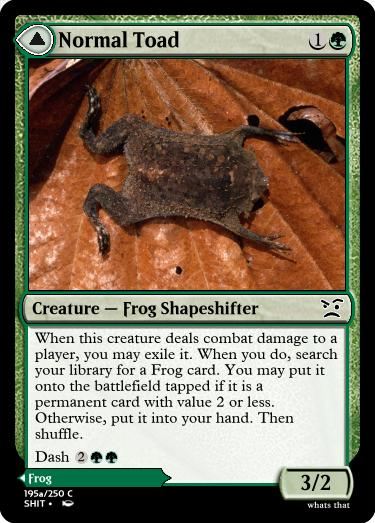 Normal Toad 1
Creature — Frog Shapeshifter
When this creature deals combat damage to a
player, you may exile it. When you do, search
your library for a Frog card. You may put it
onto the battlefield tapped if it is a
permanent card with value 2 or less.
Otherwise, put it into your hand. Then
shuffle.
Dash 2
Frog
3/2
195a/250 C
SHIT •
whats that